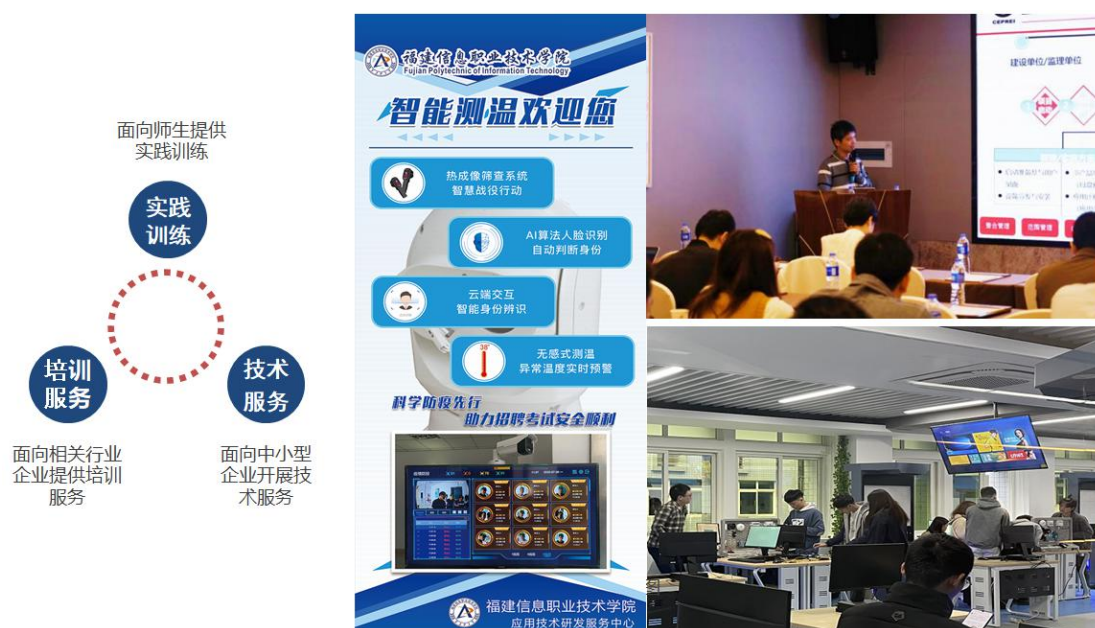 面向师生提供
实践训练
实践
训练
培训
服务
面向相关行业
企业提供培训
服务
技术
服务
面向中小型
企业开展技
术服务
福建信息职业技术学院
Fujian Polytechnic of Information Technology
智能测温欢迎您
热成像筛查系统
智慧战役行动
AI算法人脸识别
自动判断身份
云端交互
智能身份辨识
38°
无感式测温
异常温度实时预警
科学防疫先行
助力招聘考试安全顺利
福建信息职业技术学院
应用技术研发服务中心
CEPREI
建设单位/监理单位